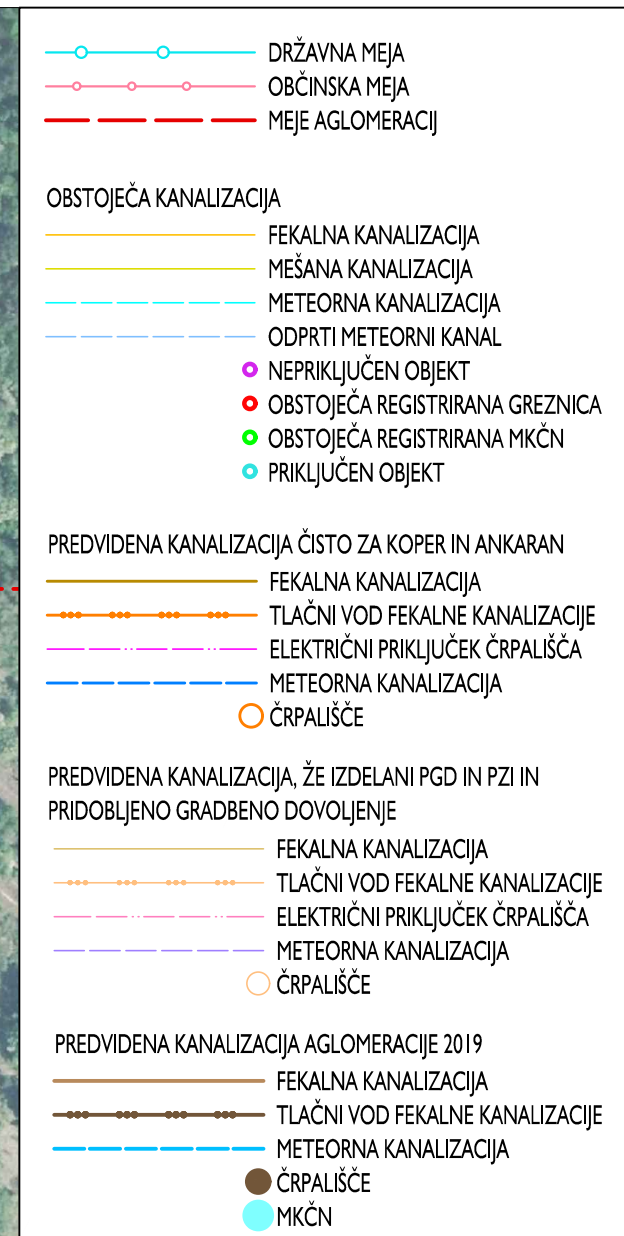 DRŽAVNA MEJA
OBČINSKA MEJA
MEJE AGLOMERACIJ
OBSTOJEČA KANALIZACIJA
FEKALNA KANALIZACIJA
MEŠANA KANALIZACIJA
METEORNA KANALIZACIJA
ODPRTI METEORNI KANAL
NEPRIKLJUČEN OBJEKT
OBSTOJEČA REGISTRIRANA GREZNICA
OBSTOJEČA REGISTRIRANA MKČN
PRIKLJUČEN OBJEKT
PREDVIDENA KANALIZACIJA ČISTO ZA KOPER IN ANKARAN
FEKALNA KANALIZACIJA
TLAČNI VOD FEKALNE KANALIZACIJE
ELEKTRIČNI PRIKLJUČEK ČRPALIŠČA
METEORNA KANALIZACIJA
ČRPALIŠČE
PREDVIDENA KANALIZACIJA, ŽE IZDELANI PGD IN PZI IN
PRIDOBLJENO GRADBENO DOVOLJENJE
FEKALNA KANALIZACIJA
TLAČNI VOD FEKALNE KANALIZACIJE
ELEKTRIČNI PRIKLJUČEK ČRPALIŠČA
METEORNA KANALIZACIJA
ČRPALIŠČE
PREDVIDENA KANALIZACIJA AGLOMERACIJE 2019
FEKALNA KANALIZACIJA
TLAČNI VOD FEKALNE KANALIZACIJE
METEORNA KANALIZACIJA
ČRPALIŠČE
MKČN